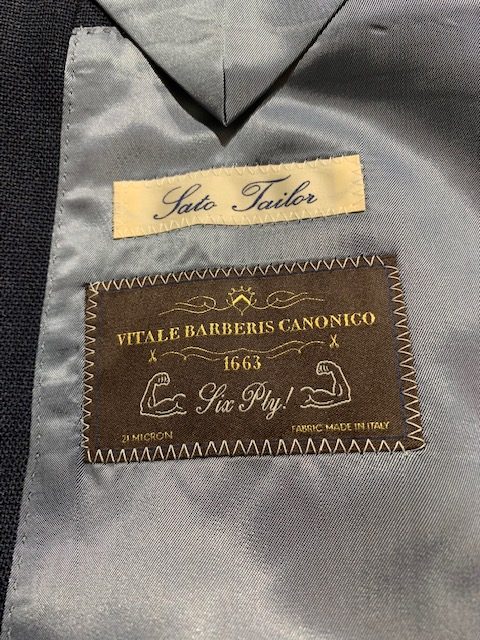 Sato Tailor
VITALE BARBERIS CANONICO
1663
Six Ply!
21 MICRON
FABRIC MADE IN ITALY